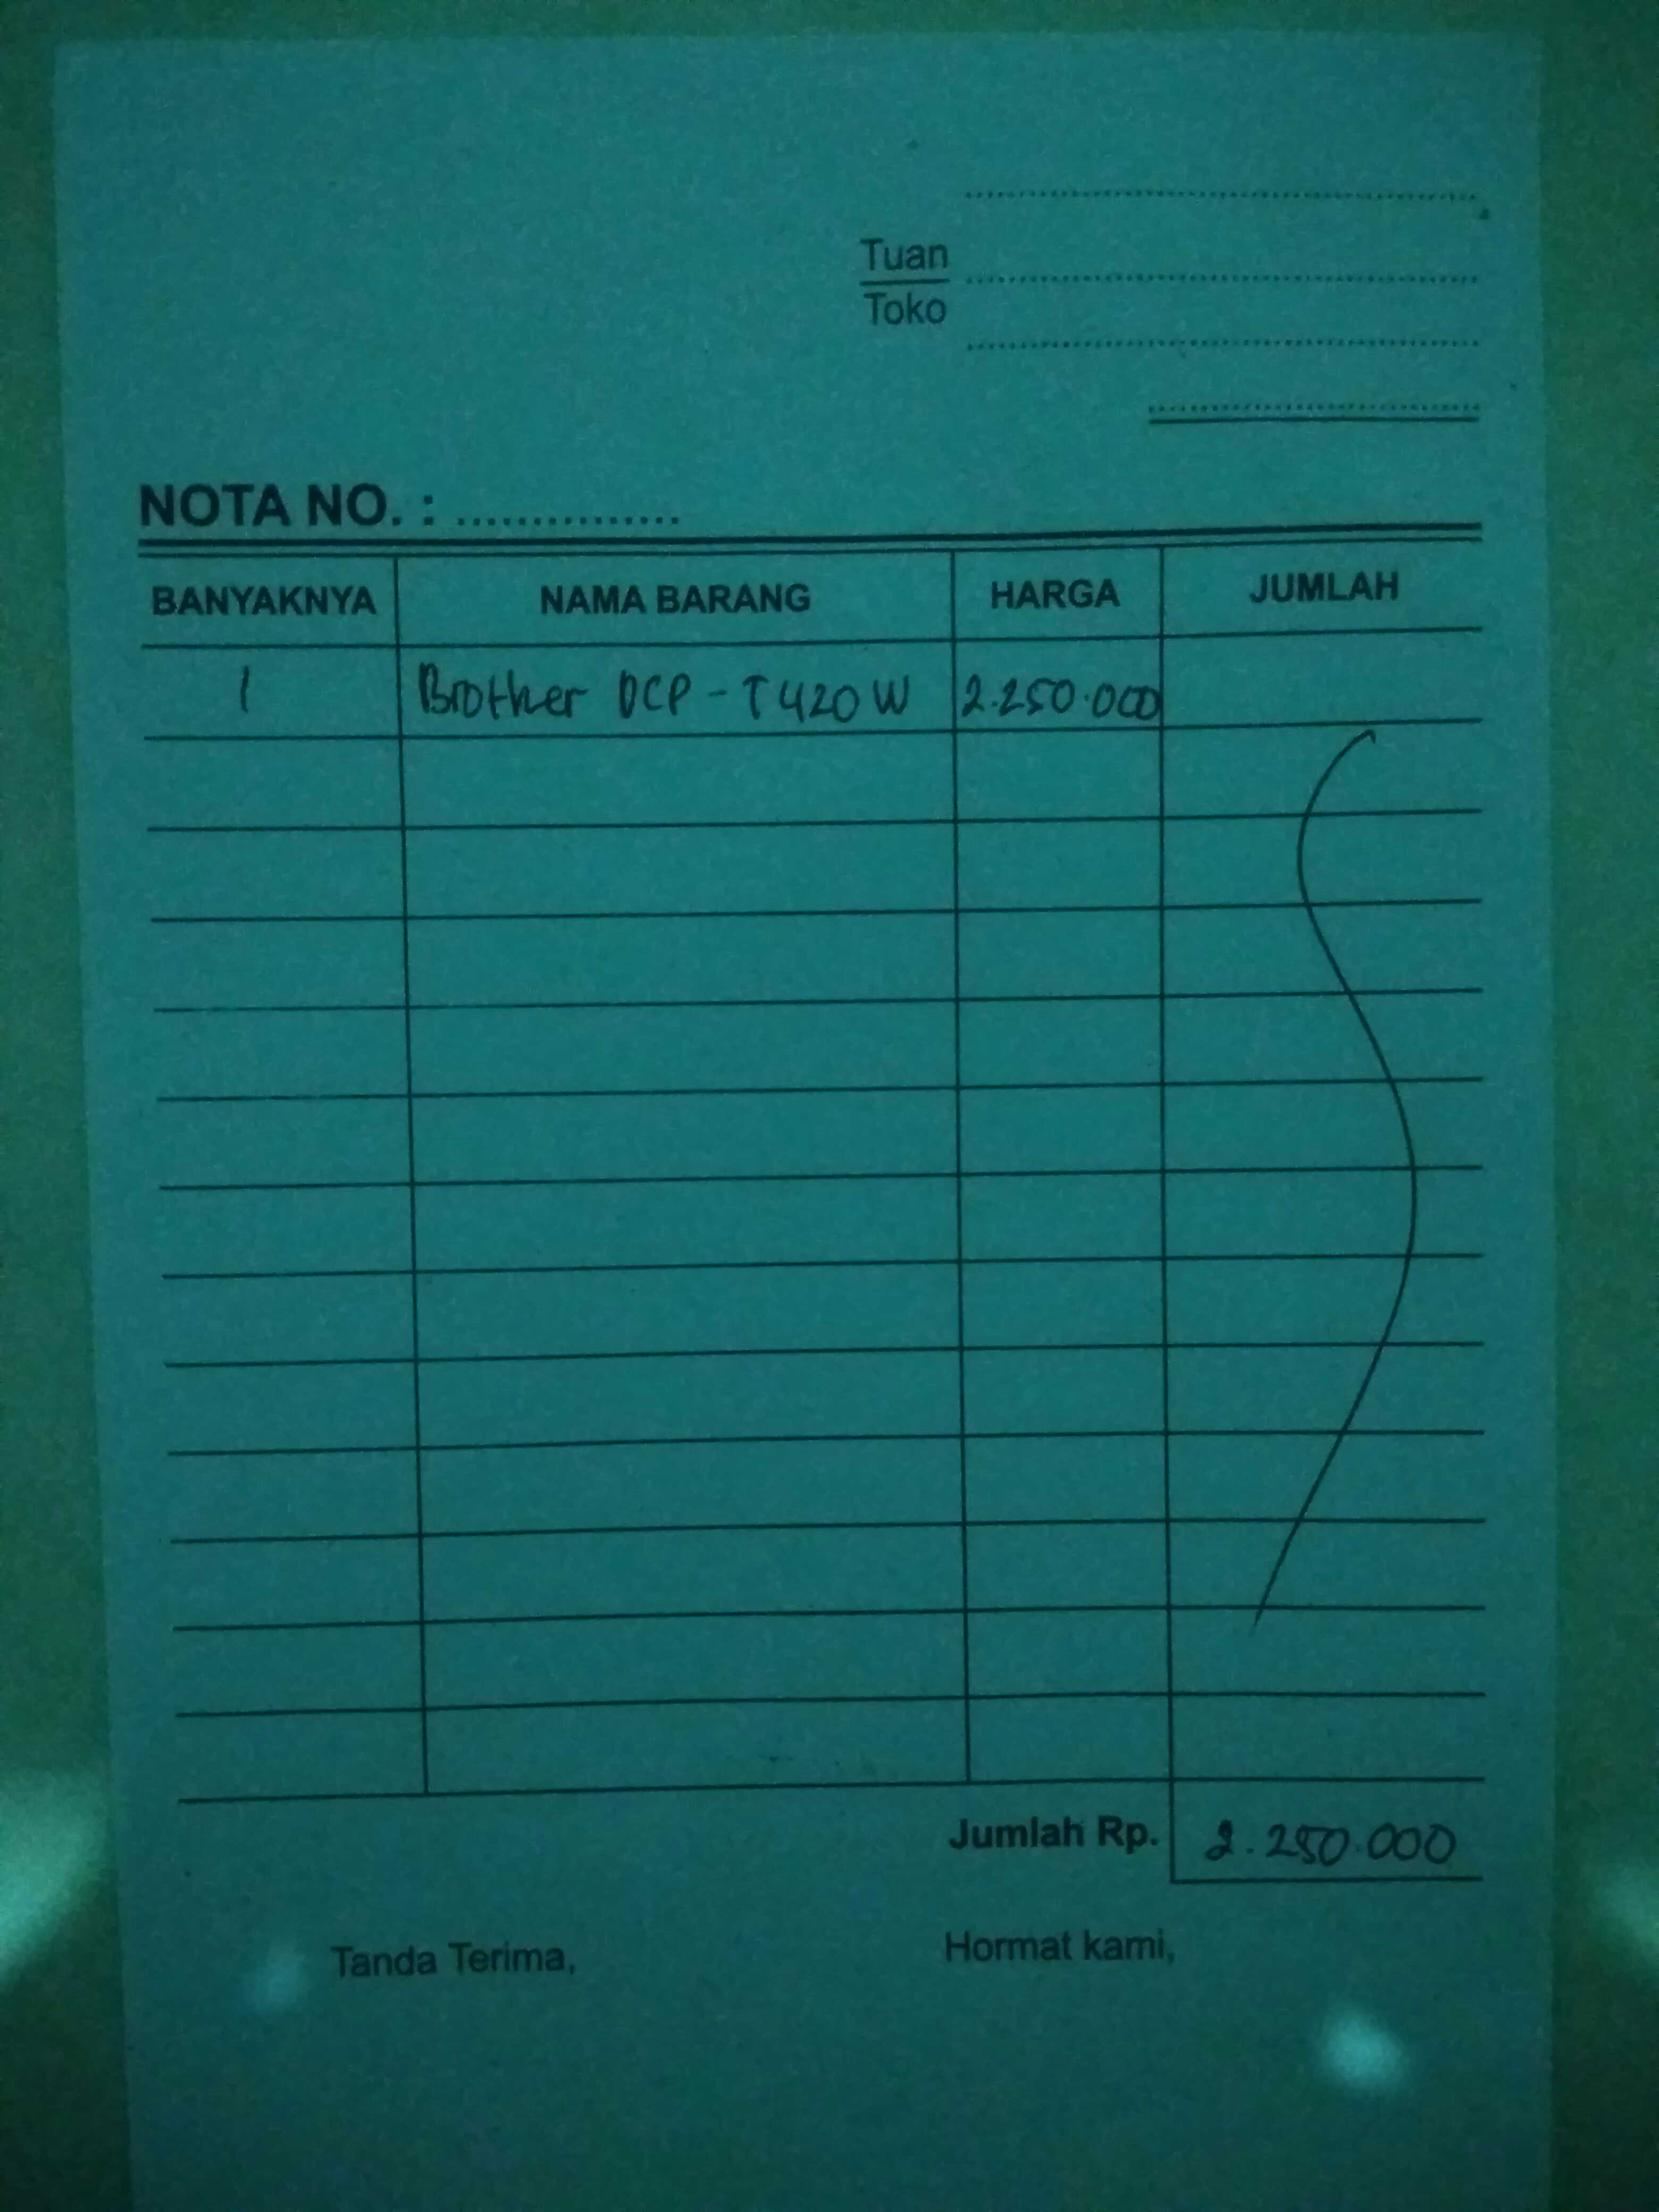 Tuan
Toko
NOTA NO. : ...............
BANYAKNYA NAMA BARANG HARGA JUMLAH
1 Brother DCP - T420W 2.250.000
Jumlah Rp. 2.250.000
Tanda Terima, Hormat kami,